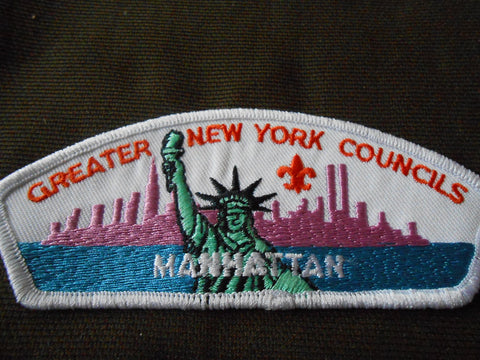 GREATER NEW YORK COUNCILS
MANHATTAN